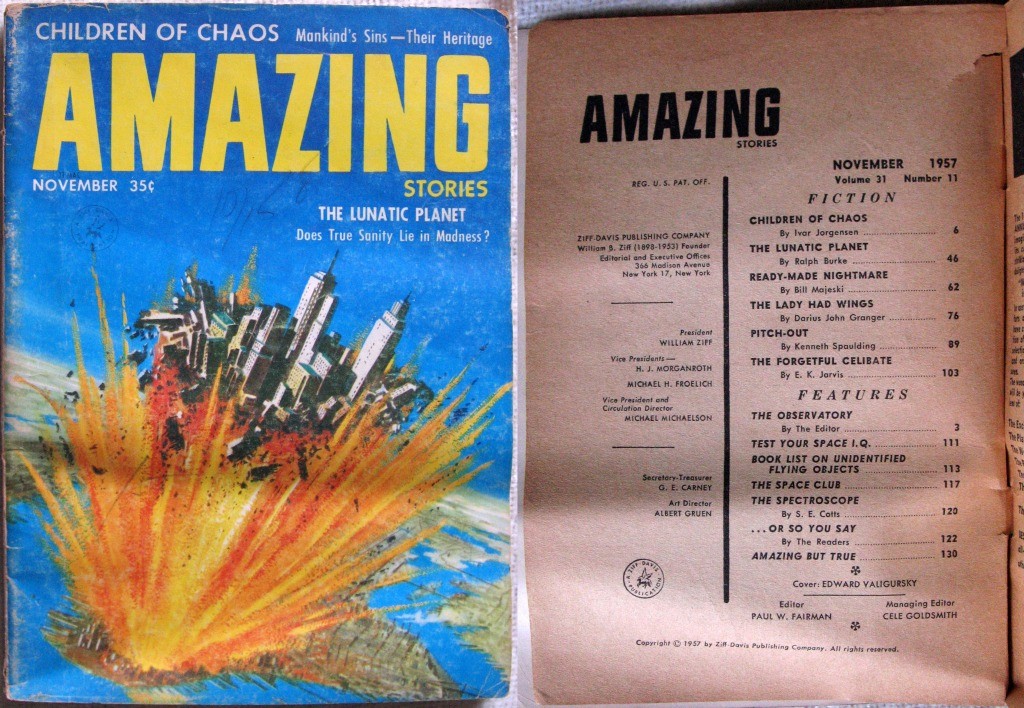 CHILDREN OF CHAOS Mankind's Sins—Their Heritage
AMAZING
NOVEMBER 35¢
STORIES
THE LUNATIC PLANET
Does True Sanity Lie in Madness?
AMAZING
STORIES
REG. U. S. PAT. OFF.
ZIFF-DAVIS PUBLISHING COMPANY
William B. Ziff (1898-1953) Founder
Editorial and Executive Offices
366 Madison Avenue
New York 17, New York
President
WILLIAM ZIFF
Vice Presidents—
H. J. MORGANROTH
MICHAEL H. FROELICH
Vice President and
Circulation Director
MICHAEL MICHAELSON
Secretary-Treasurer
G. E. CARNEY
Art Director
ALBERT GRUEN
A ZIFF-DAVIS PUBLICATION
NOVEMBER 1957
Volume 31 Number 11
FICTION
CHILDREN OF CHAOS
By Ivar Jorgensen 6
THE LUNATIC PLANET
By Ralph Burke 46
READY-MADE NIGHTMARE
By Bill Majeski 62
THE LADY HAD WINGS
By Darius John Granger 76
PITCH-OUT
By Kenneth Spaulding 89
THE FORGETFUL CELIBATE
By E. K. Jarvis 103
FEATURES
THE OBSERVATORY
By The Editor 3
TEST YOUR SPACE I.Q. 111
BOOK LIST ON UNIDENTIFIED
FLYING OBJECTS 113
THE SPACE CLUB 117
THE SPECTROSCOPE
By S. E. Cotts 120
...OR SO YOU SAY
By The Readers 122
AMAZING BUT TRUE 130
Cover: EDWARD VALIGURSKY
Editor
PAUL W. FAIRMAN
Managing Editor
CELE GOLDSMITH
Copyright © 1957 by Ziff-Davis Publishing Company. All rights reserved.